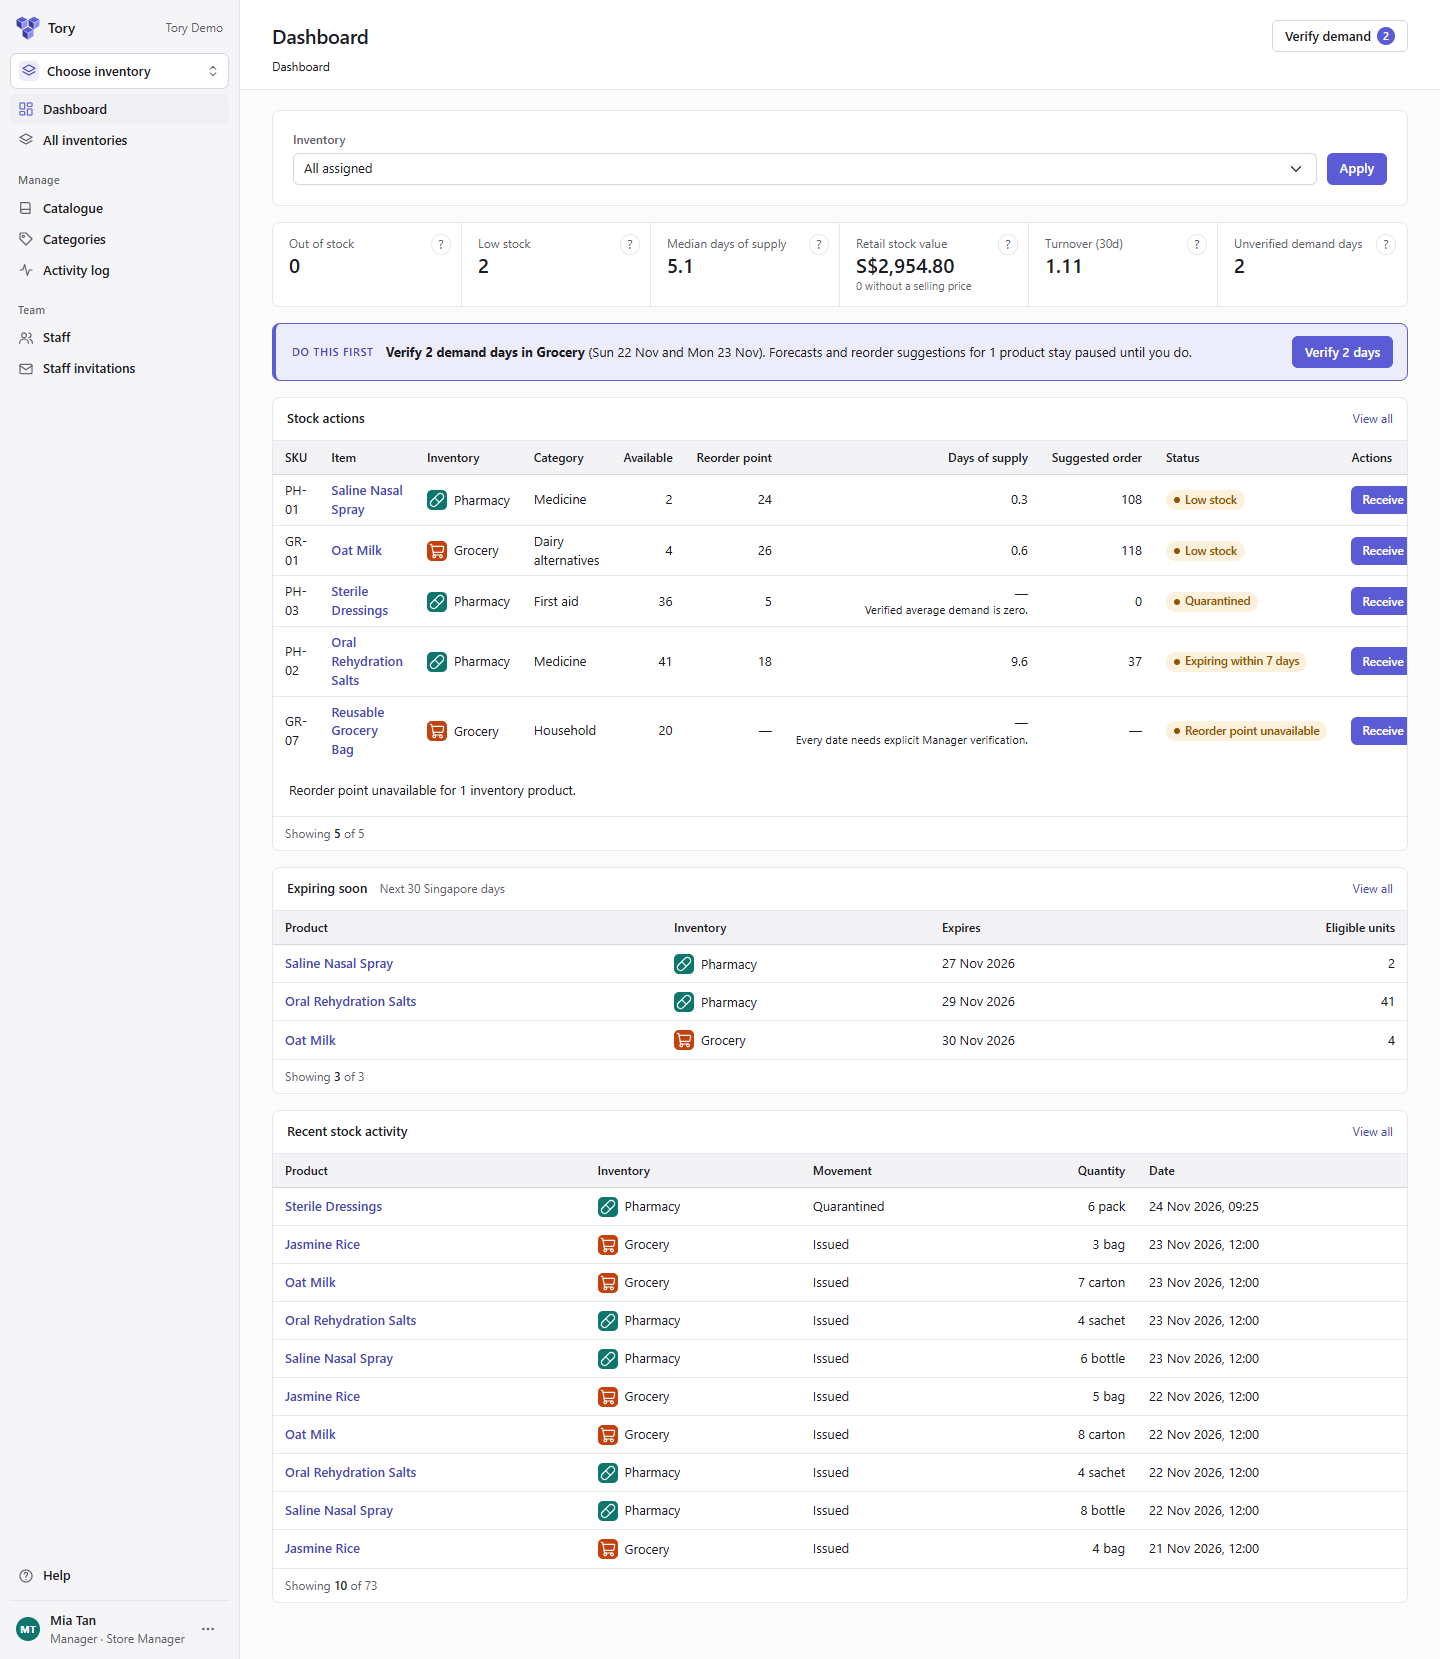 Tory
Tory Demo
Choose inventory
Dashboard
All inventories
Manage
Catalogue
Categories
Activity log
Team
Staff
Staff invitations
Help
MT
Mia Tan
Manager · Store Manager
Dashboard
Verify demand 2
Dashboard
Inventory
All assigned
Apply
Out of stock ?
0
Low stock ?
2
Median days of supply ?
5.1
Retail stock value ?
S$2,954.80
0 without a selling price
Turnover (30d) ?
1.11
Unverified demand days ?
2
DO THIS FIRST Verify 2 demand days in Grocery (Sun 22 Nov and Mon 23 Nov). Forecasts and reorder suggestions for 1 product stay paused until you do. Verify 2 days
Stock actions View all
SKU Item Inventory Category Available Reorder point Days of supply Suggested order Status Actions
PH-01 Saline Nasal Spray Pharmacy Medicine 2 24 0.3 108 Low stock Receive
GR-01 Oat Milk Grocery Dairy alternatives 4 26 0.6 118 Low stock Receive
PH-03 Sterile Dressings Pharmacy First aid 36 5 — Verified average demand is zero. 0 Quarantined Receive
PH-02 Oral Rehydration Salts Pharmacy Medicine 41 18 9.6 37 Expiring within 7 days Receive
GR-07 Reusable Grocery Bag Grocery Household 20 — — Every date needs explicit Manager verification. — Reorder point unavailable Receive
Reorder point unavailable for 1 inventory product.
Showing 5 of 5
Expiring soon Next 30 Singapore days View all
Product Inventory Expires Eligible units
Saline Nasal Spray Pharmacy 27 Nov 2026 2
Oral Rehydration Salts Pharmacy 29 Nov 2026 41
Oat Milk Grocery 30 Nov 2026 4
Showing 3 of 3
Recent stock activity View all
Product Inventory Movement Quantity Date
Sterile Dressings Pharmacy Quarantined 6 pack 24 Nov 2026, 09:25
Jasmine Rice Grocery Issued 3 bag 23 Nov 2026, 12:00
Oat Milk Grocery Issued 7 carton 23 Nov 2026, 12:00
Oral Rehydration Salts Pharmacy Issued 4 sachet 23 Nov 2026, 12:00
Saline Nasal Spray Pharmacy Issued 6 bottle 23 Nov 2026, 12:00
Jasmine Rice Grocery Issued 5 bag 22 Nov 2026, 12:00
Oat Milk Grocery Issued 8 carton 22 Nov 2026, 12:00
Oral Rehydration Salts Pharmacy Issued 4 sachet 22 Nov 2026, 12:00
Saline Nasal Spray Pharmacy Issued 8 bottle 22 Nov 2026, 12:00
Jasmine Rice Grocery Issued 4 bag 21 Nov 2026, 12:00
Showing 10 of 73